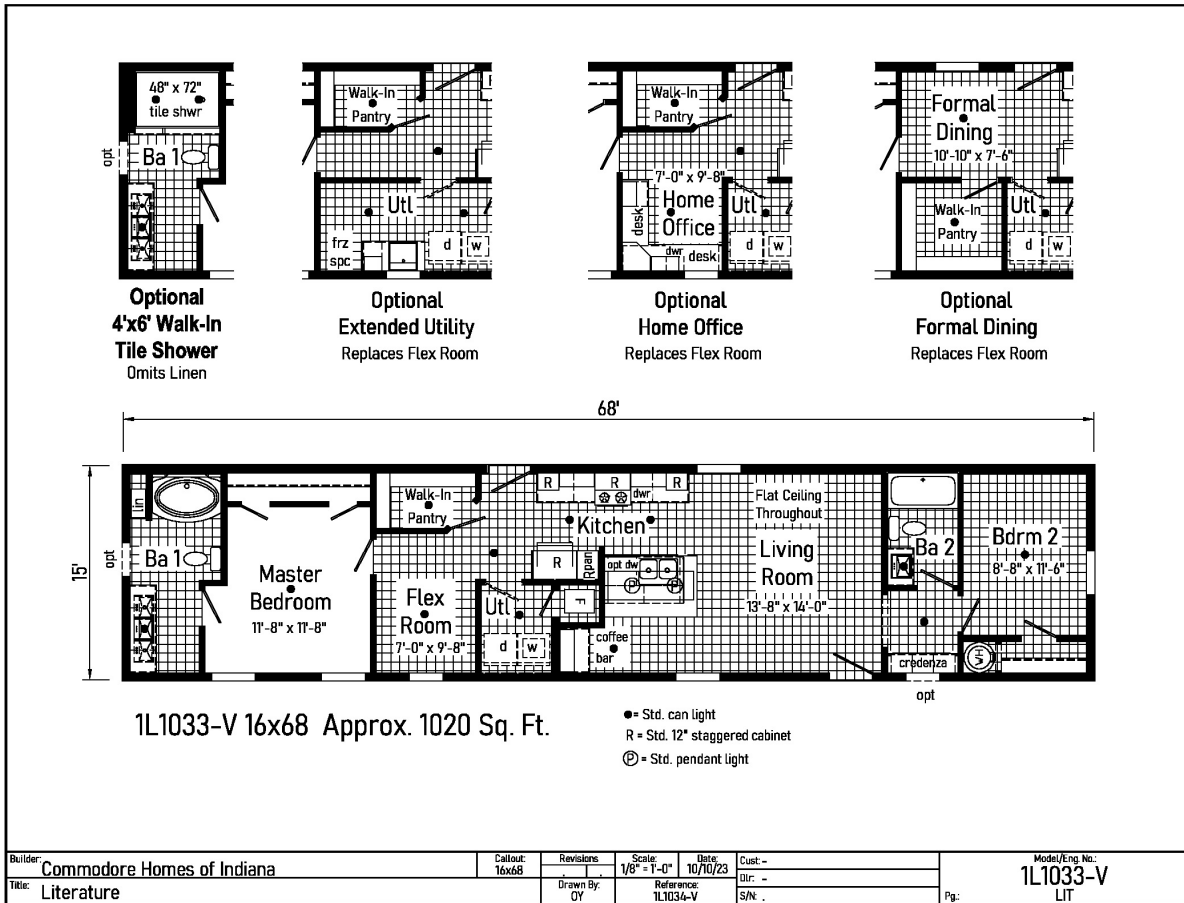 48" x 72"
tile shwr
opt
Ba 1
Optional
4'x6' Walk-In
Tile Shower
Omits Linen
Walk-In
Pantry
Utl
frz
spc
d
w
Optional
Extended Utility
Replaces Flex Room
Walk-In
Pantry
7'-0" x 9'-8"
Home
Office
desk
dwr
desk
Utl
d
w
Optional
Home Office
Replaces Flex Room
Formal
Dining
10'-10" x 7'-6"
Walk-In
Pantry
Utl
d
w
Optional
Formal Dining
Replaces Flex Room
68'
15'
Lin
opt
Ba 1
Master
Bedroom
11'-8" x 11'-8"
Walk-In
Pantry
Flex
Room
7'-0" x 9'-8"
Utl
d
w
R
R
R
dwr
Kitchen
R
Rpan
F
opt dw
P
P
coffee
bar
Flat Ceiling
Throughout
Living
Room
13'-8" x 14'-0"
Ba 2
credenza
opt
Bdrm 2
8'-8" x 11'-6"
HW
1L1033-V 16x68 Approx. 1020 Sq. Ft.
= Std. can light
R = Std. 12" staggered cabinet
P = Std. pendant light
Builder: Commodore Homes of Indiana
Title: Literature
Callout:
16x68
Revisions
Scale:
1/8" = 1'-0"
Date:
10/10/23
Drawn By:
OY
Reference:
1L1034-V
Cust: -
Dlr: -
S/N: .
Model/Eng. No.:
1L1033-V
Pg.: LIT